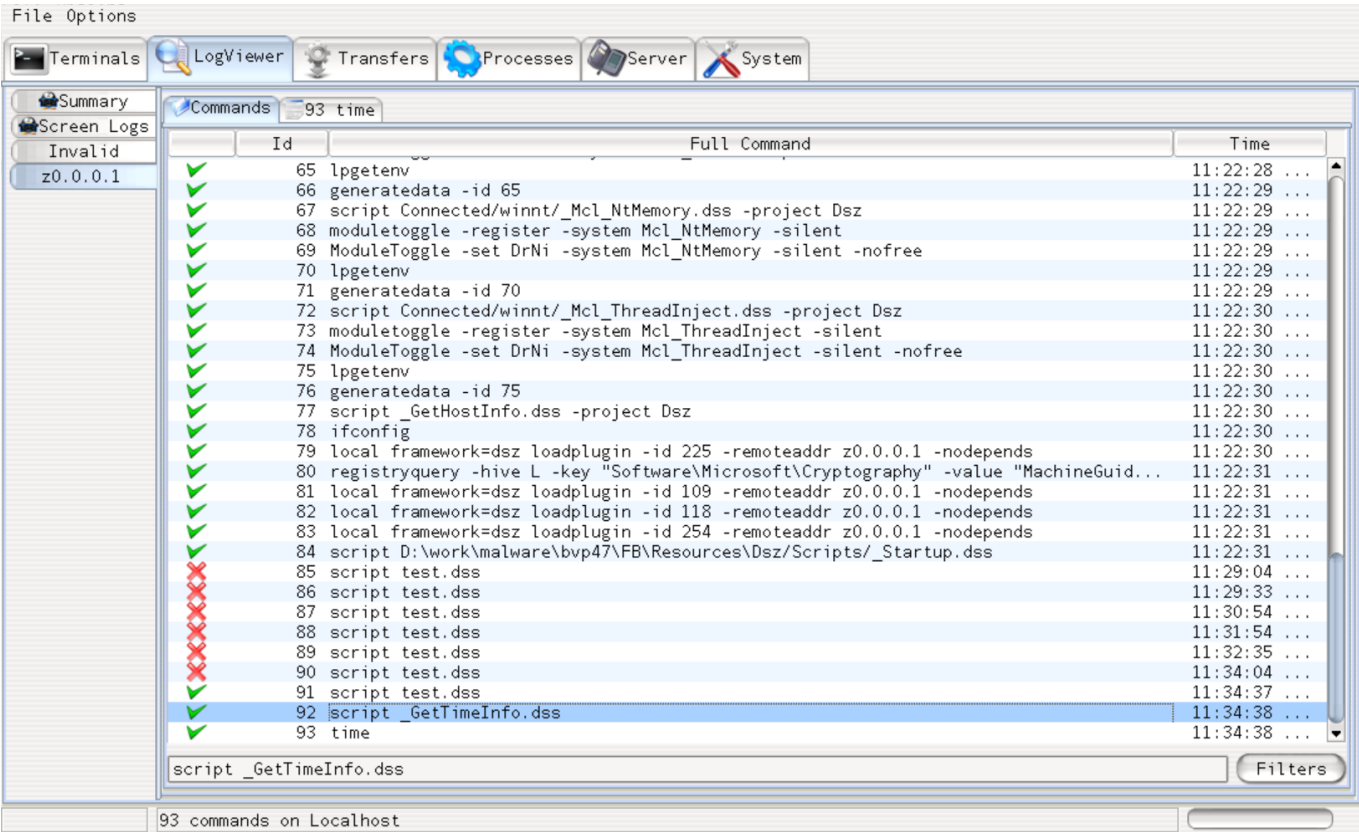 File Options
Terminals LogViewer Transfers Processes Server System
Summary
Screen Logs
Invalid
z0.0.0.1
Commands 93 time
Id Full Command Time
65 lpgetenv 11:22:28 ...
66 generatedata -id 65 11:22:29 ...
67 script Connected/winnt/_Mcl_NtMemory.dss -project Dsz 11:22:29 ...
68 moduletoggle -register -system Mcl_NtMemory -silent 11:22:29 ...
69 ModuleToggle -set DrNi -system Mcl_NtMemory -silent -nofree 11:22:29 ...
70 lpgetenv 11:22:29 ...
71 generatedata -id 70 11:22:29 ...
72 script Connected/winnt/_Mcl_ThreadInject.dss -project Dsz 11:22:30 ...
73 moduletoggle -register -system Mcl_ThreadInject -silent 11:22:30 ...
74 ModuleToggle -set DrNi -system Mcl_ThreadInject -silent -nofree 11:22:30 ...
75 lpgetenv 11:22:30 ...
76 generatedata -id 75 11:22:30 ...
77 script _GetHostInfo.dss -project Dsz 11:22:30 ...
78 ifconfig 11:22:30 ...
79 local framework=dsz loadplugin -id 225 -remoteaddr z0.0.0.1 -nodepends 11:22:30 ...
80 registryquery -hive L -key "Software\Microsoft\Cryptography" -value "MachineGuid... 11:22:31 ...
81 local framework=dsz loadplugin -id 109 -remoteaddr z0.0.0.1 -nodepends 11:22:31 ...
82 local framework=dsz loadplugin -id 118 -remoteaddr z0.0.0.1 -nodepends 11:22:31 ...
83 local framework=dsz loadplugin -id 254 -remoteaddr z0.0.0.1 -nodepends 11:22:31 ...
84 script D:\work\malware\bvp47\FB\Resources\Dsz/Scripts/_Startup.dss 11:22:31 ...
85 script test.dss 11:29:04 ...
86 script test.dss 11:29:33 ...
87 script test.dss 11:30:54 ...
88 script test.dss 11:31:54 ...
89 script test.dss 11:32:35 ...
90 script test.dss 11:34:04 ...
91 script test.dss 11:34:37 ...
92 script _GetTimeInfo.dss 11:34:38 ...
93 time 11:34:38 ...
script _GetTimeInfo.dss Filters
93 commands on Localhost